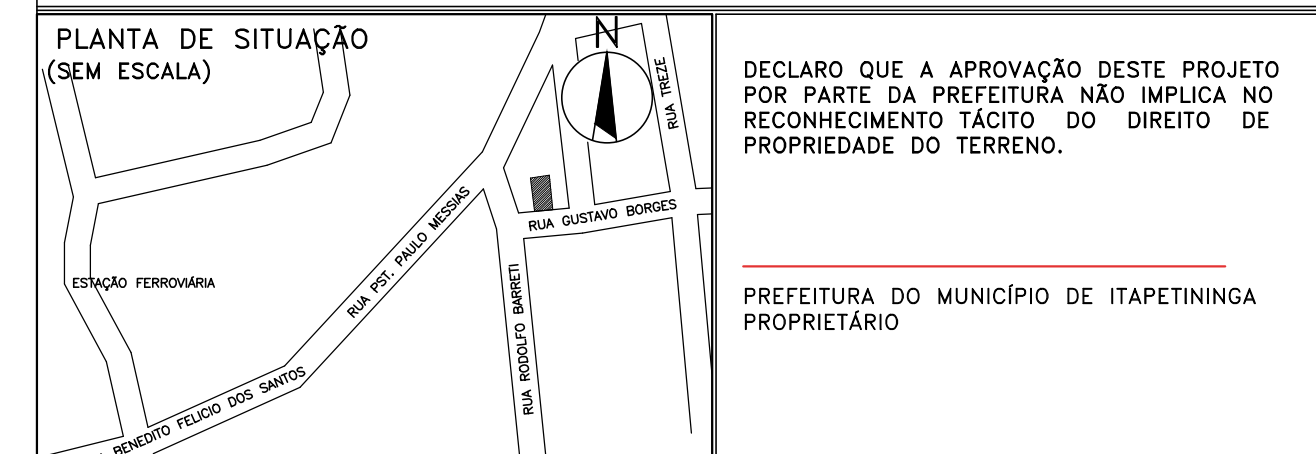 PLANTA DE SITUAÇÃO
(SEM ESCALA)
N
RUA TREZE
RUA GUSTAVO BORGES
RUA PST. PAULO MESSIAS
ESTAÇÃO FERROVIÁRIA
RUA RODOLFO BARRETI
BENEDITO FELICIO DOS SANTOS
DECLARO QUE A APROVAÇÃO DESTE PROJETO
POR PARTE DA PREFEITURA NÃO IMPLICA NO
RECONHECIMENTO TÁCITO DO DIREITO DE
PROPRIEDADE DO TERRENO.
PREFEITURA DO MUNICÍPIO DE ITAPETININGA
PROPRIETÁRIO